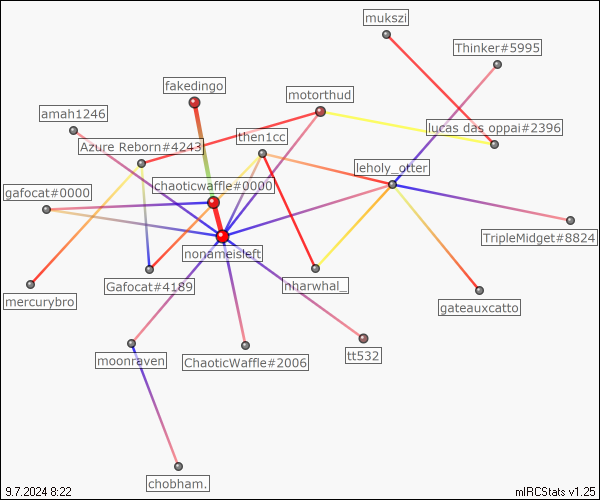 mukszi
Thinker#5995
fakedingo
motorthud
amah1246
lucas das oppai#2396
then1cc
Azure Reborn#4243
leholy_otter
chaoticwaffle#0000
gafocat#0000
TripleMidget#8824
nonameisleft
Gafocat#4189
nharwhal_
mercurybro
gateauxcatto
tt532
moonraven
ChaoticWaffle#2006
chobham.
9.7.2024 8:22
mIRCStats v1.25